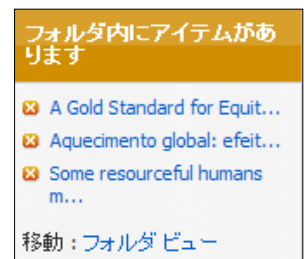 フォルダ内にアイテムがあ
ります
A Gold Standard for Equit...
Aquecimento global: efeit...
Some resourceful humans
m...
移動 : フォルダ ビュー